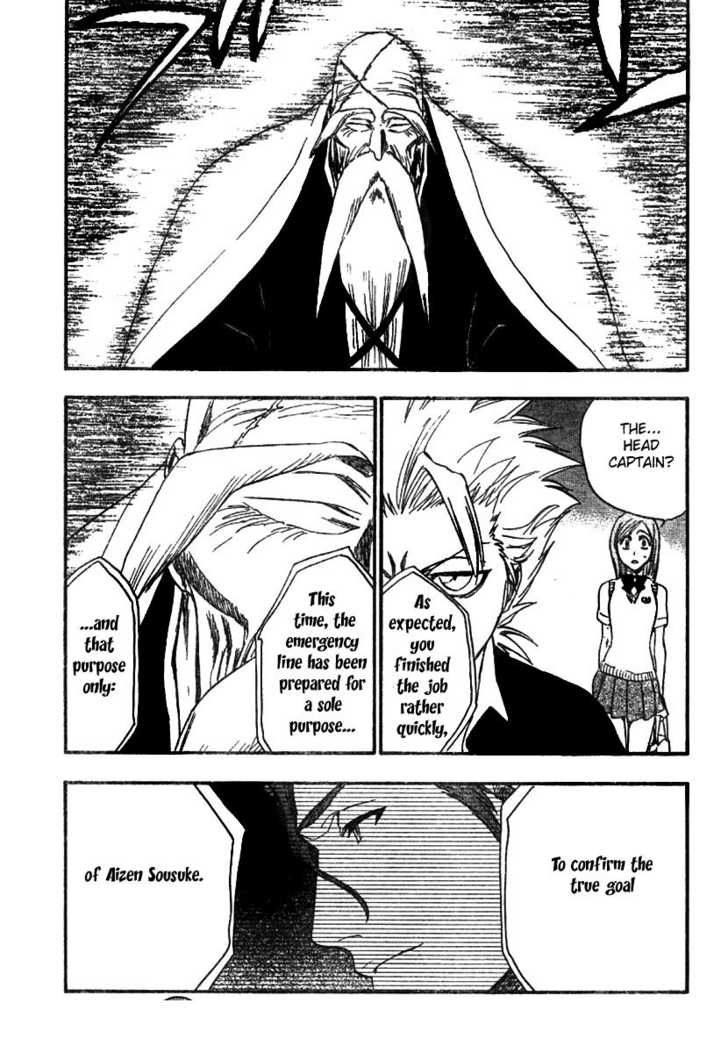 THE...
HEAD
CAPTAIN?
As
expected,
you
finished
the job
rather
quickly,
This
time, the
emergency
line has been
prepared for
a sole
purpose...
...and
that
purpose
only:
To confirm the
true goal
of Aizen Sousuke.